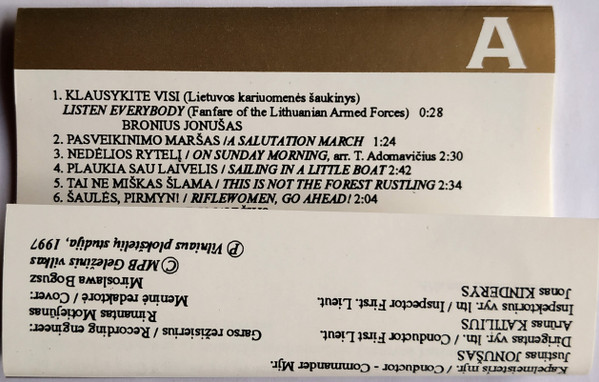 A
1. KLAUSYKITE VISI (Lietuvos kariuomenės šaukinys)
LISTEN EVERYBODY (Fanfare of the Lithuanian Armed Forces) 0:28
BRONIUS JONUŠAS
2. PASVEIKINIMO MARŠAS /A SALUTATION MARCH 1:24
3. NEDĖLIOS RYTELĮ / ON SUNDAY MORNING, arr. T. Adomavičius 2:30
4. PLAUKIA SAU LAIVELIS / SAILING IN A LITTLE BOAT 2:42
5. TAI NE MIŠKAS ŠLAMA / THIS IS NOT THE FOREST RUSTLING 2:34
6. ŠAULĖS, PIRMYN! / RIFLEWOMEN, GO AHEAD! 2:04
Kapelmeisteris mjr. / Conductor - Commander Mjr.
Justinas JONUŠAS
Dirigentas vyr. ltn. / Conductor First Lieut.
Arūnas KATILIUS
Inspektorius vyr. ltn / Inspector First. Lieut.
Jonas KINDERYS
Garso režisierius / Recording engineer:
Rimantas Motiejūnas
Meninė redaktorė / Cover:
Miroslawa Bogusz
© MPB Geležinis vilkas
℗ Vilniaus plokštelių studija, 1997